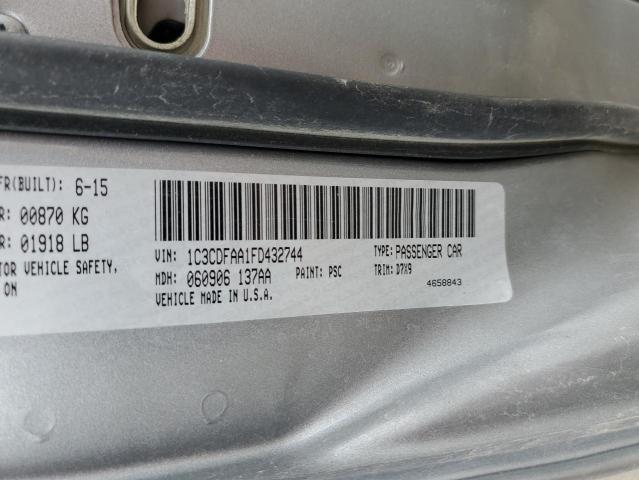 FR(BUILT): 6-15
R: 00870 KG
R: 01918 LB
TOR VEHICLE SAFETY,
ON
VIN: 1C3CDFAA1FD432744 TYPE: PASSENGER CAR
MDH: 060906 137AA PAINT: PSC TRIM: D7X9
VEHICLE MADE IN U.S.A. 4658843